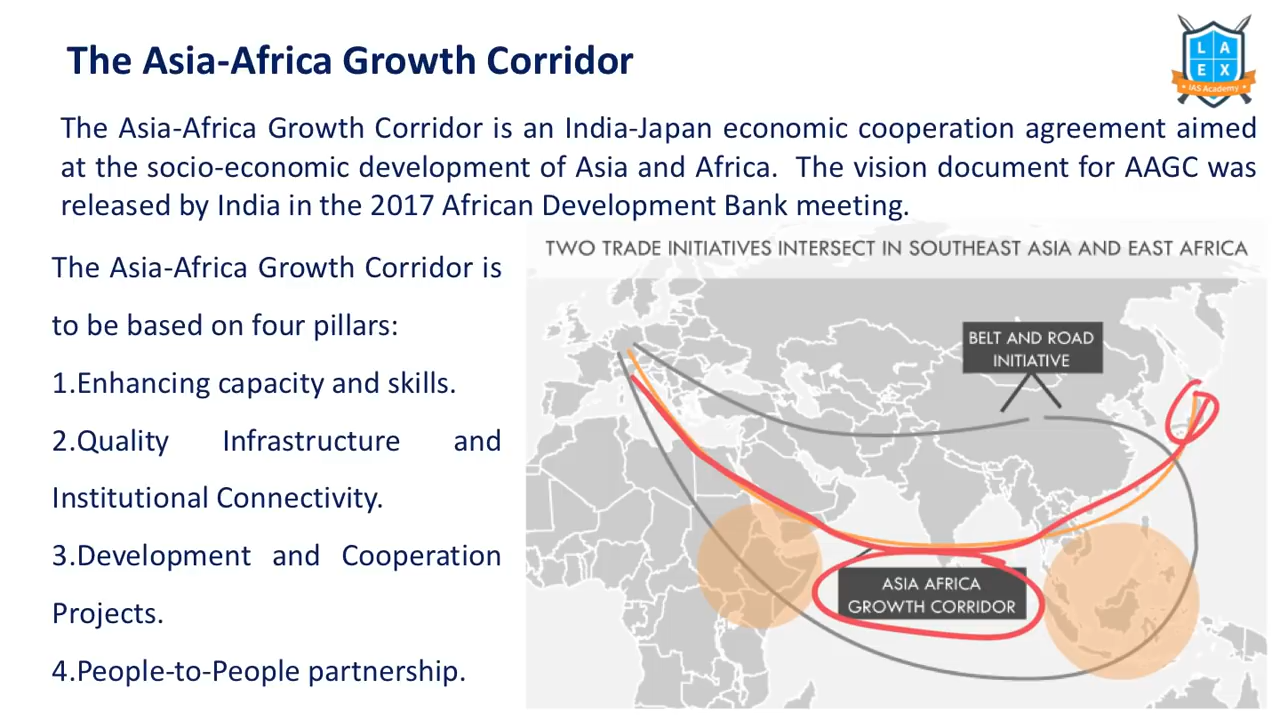 The Asia-Africa Growth Corridor
L A
E X
IAS Academy
The Asia-Africa Growth Corridor is an India-Japan economic cooperation agreement aimed
at the socio-economic development of Asia and Africa. The vision document for AAGC was
released by India in the 2017 African Development Bank meeting.
The Asia-Africa Growth Corridor is
to be based on four pillars:
1.Enhancing capacity and skills.
2.Quality Infrastructure and
Institutional Connectivity.
3.Development and Cooperation
Projects.
4.People-to-People partnership.
TWO TRADE INITIATIVES INTERSECT IN SOUTHEAST ASIA AND EAST AFRICA
BELT AND ROAD
INITIATIVE
ASIA AFRICA
GROWTH CORRIDOR